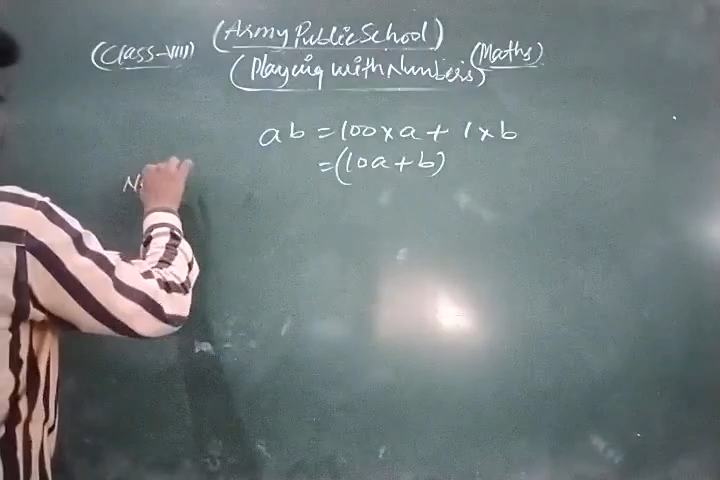 (Army Public School)
(Class-VIII)
(Maths)
(Playing with Numbers)
ab = 100×a + 1×b
=(10a+b)
N